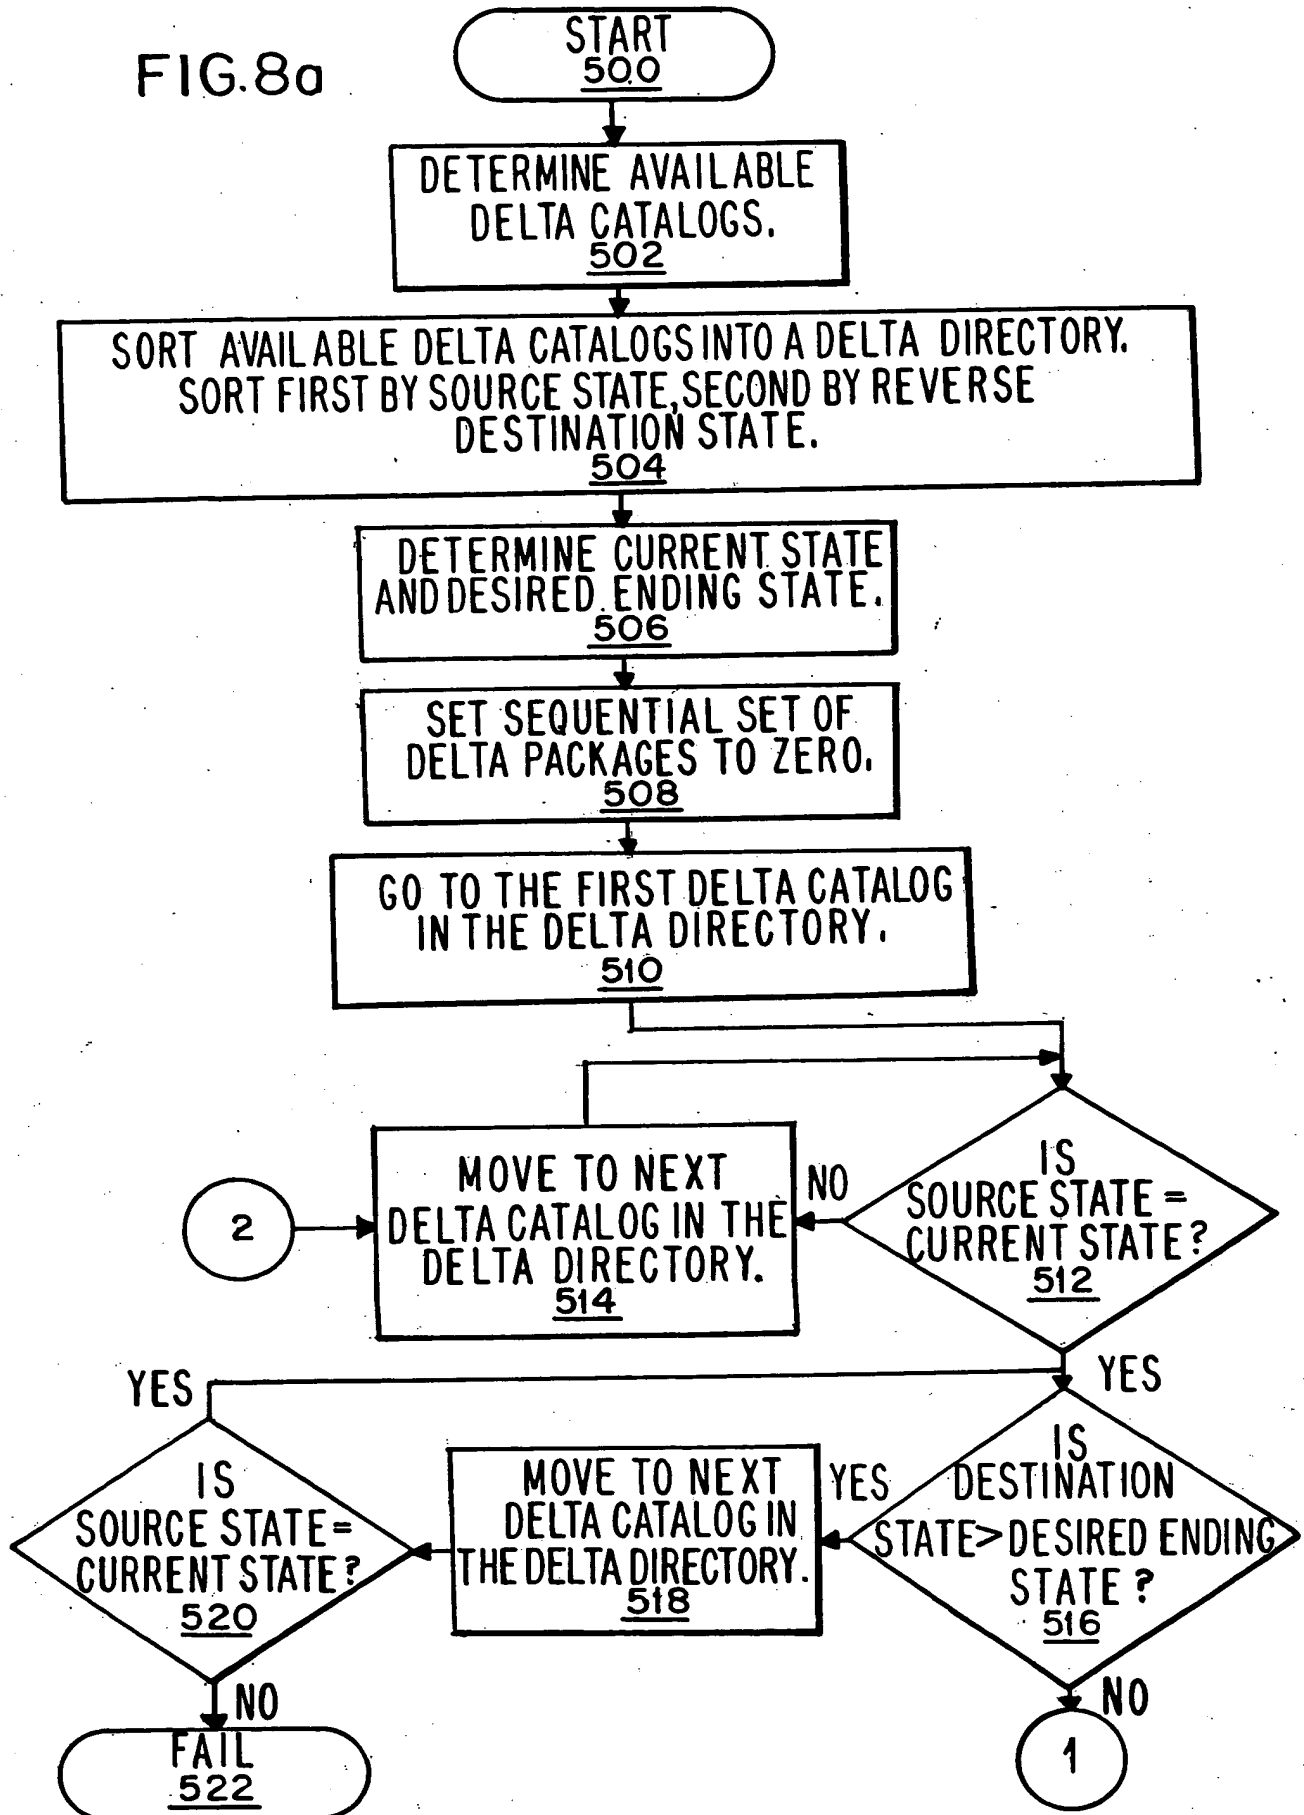 FIG.8a
START
500
DETERMINE AVAILABLE
DELTA CATALOGS.
502
SORT AVAILABLE DELTA CATALOGS INTO A DELTA DIRECTORY.
SORT FIRST BY SOURCE STATE, SECOND BY REVERSE
DESTINATION STATE.
504
DETERMINE CURRENT STATE
AND DESIRED ENDING STATE.
506
SET SEQUENTIAL SET OF
DELTA PACKAGES TO ZERO.
508
GO TO THE FIRST DELTA CATALOG
IN THE DELTA DIRECTORY.
510
IS
SOURCE STATE =
CURRENT STATE?
512
NO
MOVE TO NEXT
DELTA CATALOG IN THE
DELTA DIRECTORY.
514
2
YES
IS
DESTINATION
STATE > DESIRED ENDING
STATE ?
516
YES
MOVE TO NEXT
DELTA CATALOG IN
THE DELTA DIRECTORY.
518
YES
IS
SOURCE STATE =
CURRENT STATE?
520
NO
FAIL
522
NO
1